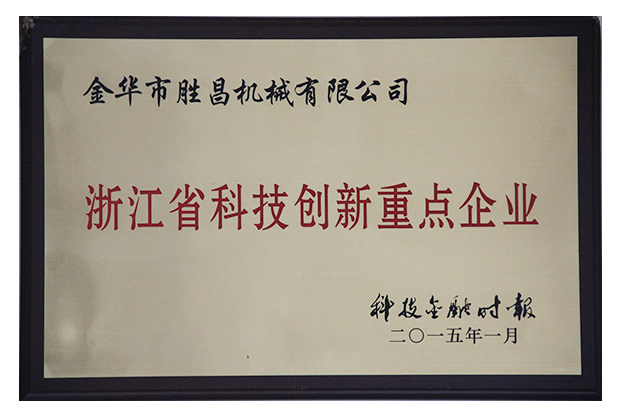 金华市胜昌机械有限公司
浙江省科技创新重点企业
科技金融时报
二〇一五年一月